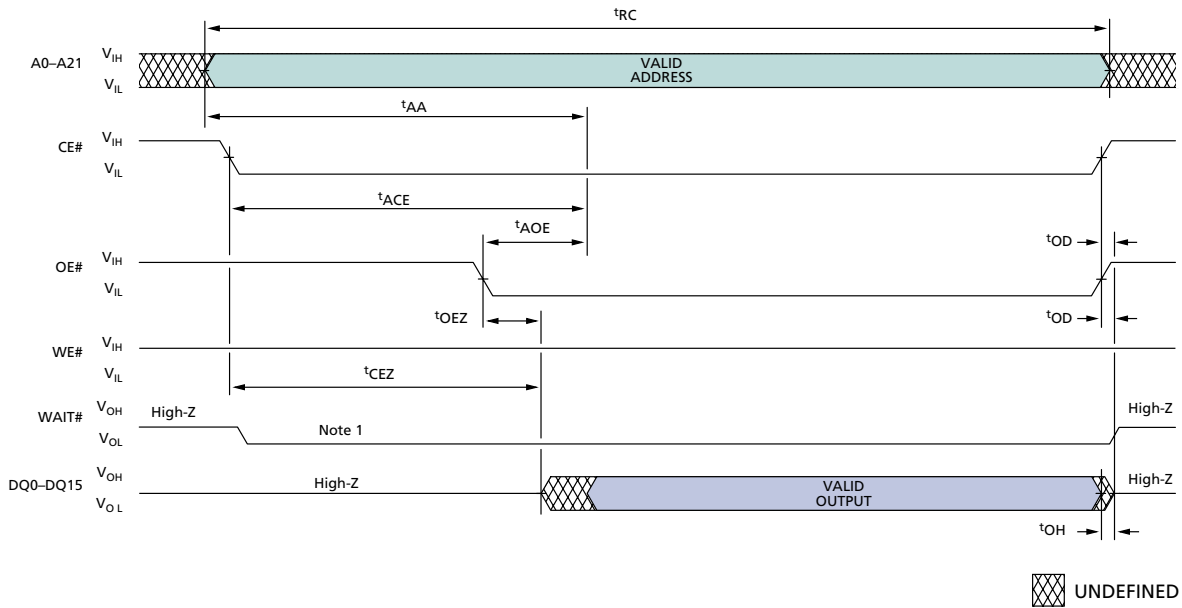 tRC
A0–A21
VIH
VIL
VALID
ADDRESS
tAA
CE#
VIH
VIL
tACE
tAOE
tOD
OE#
VIH
VIL
tOEZ
tOD
WE#
VIH
VIL
tCEZ
WAIT#
VOH
VOL
High-Z
Note 1
High-Z
DQ0–DQ15
VOH
VO L
High-Z
VALID
OUTPUT
High-Z
tOH
UNDEFINED